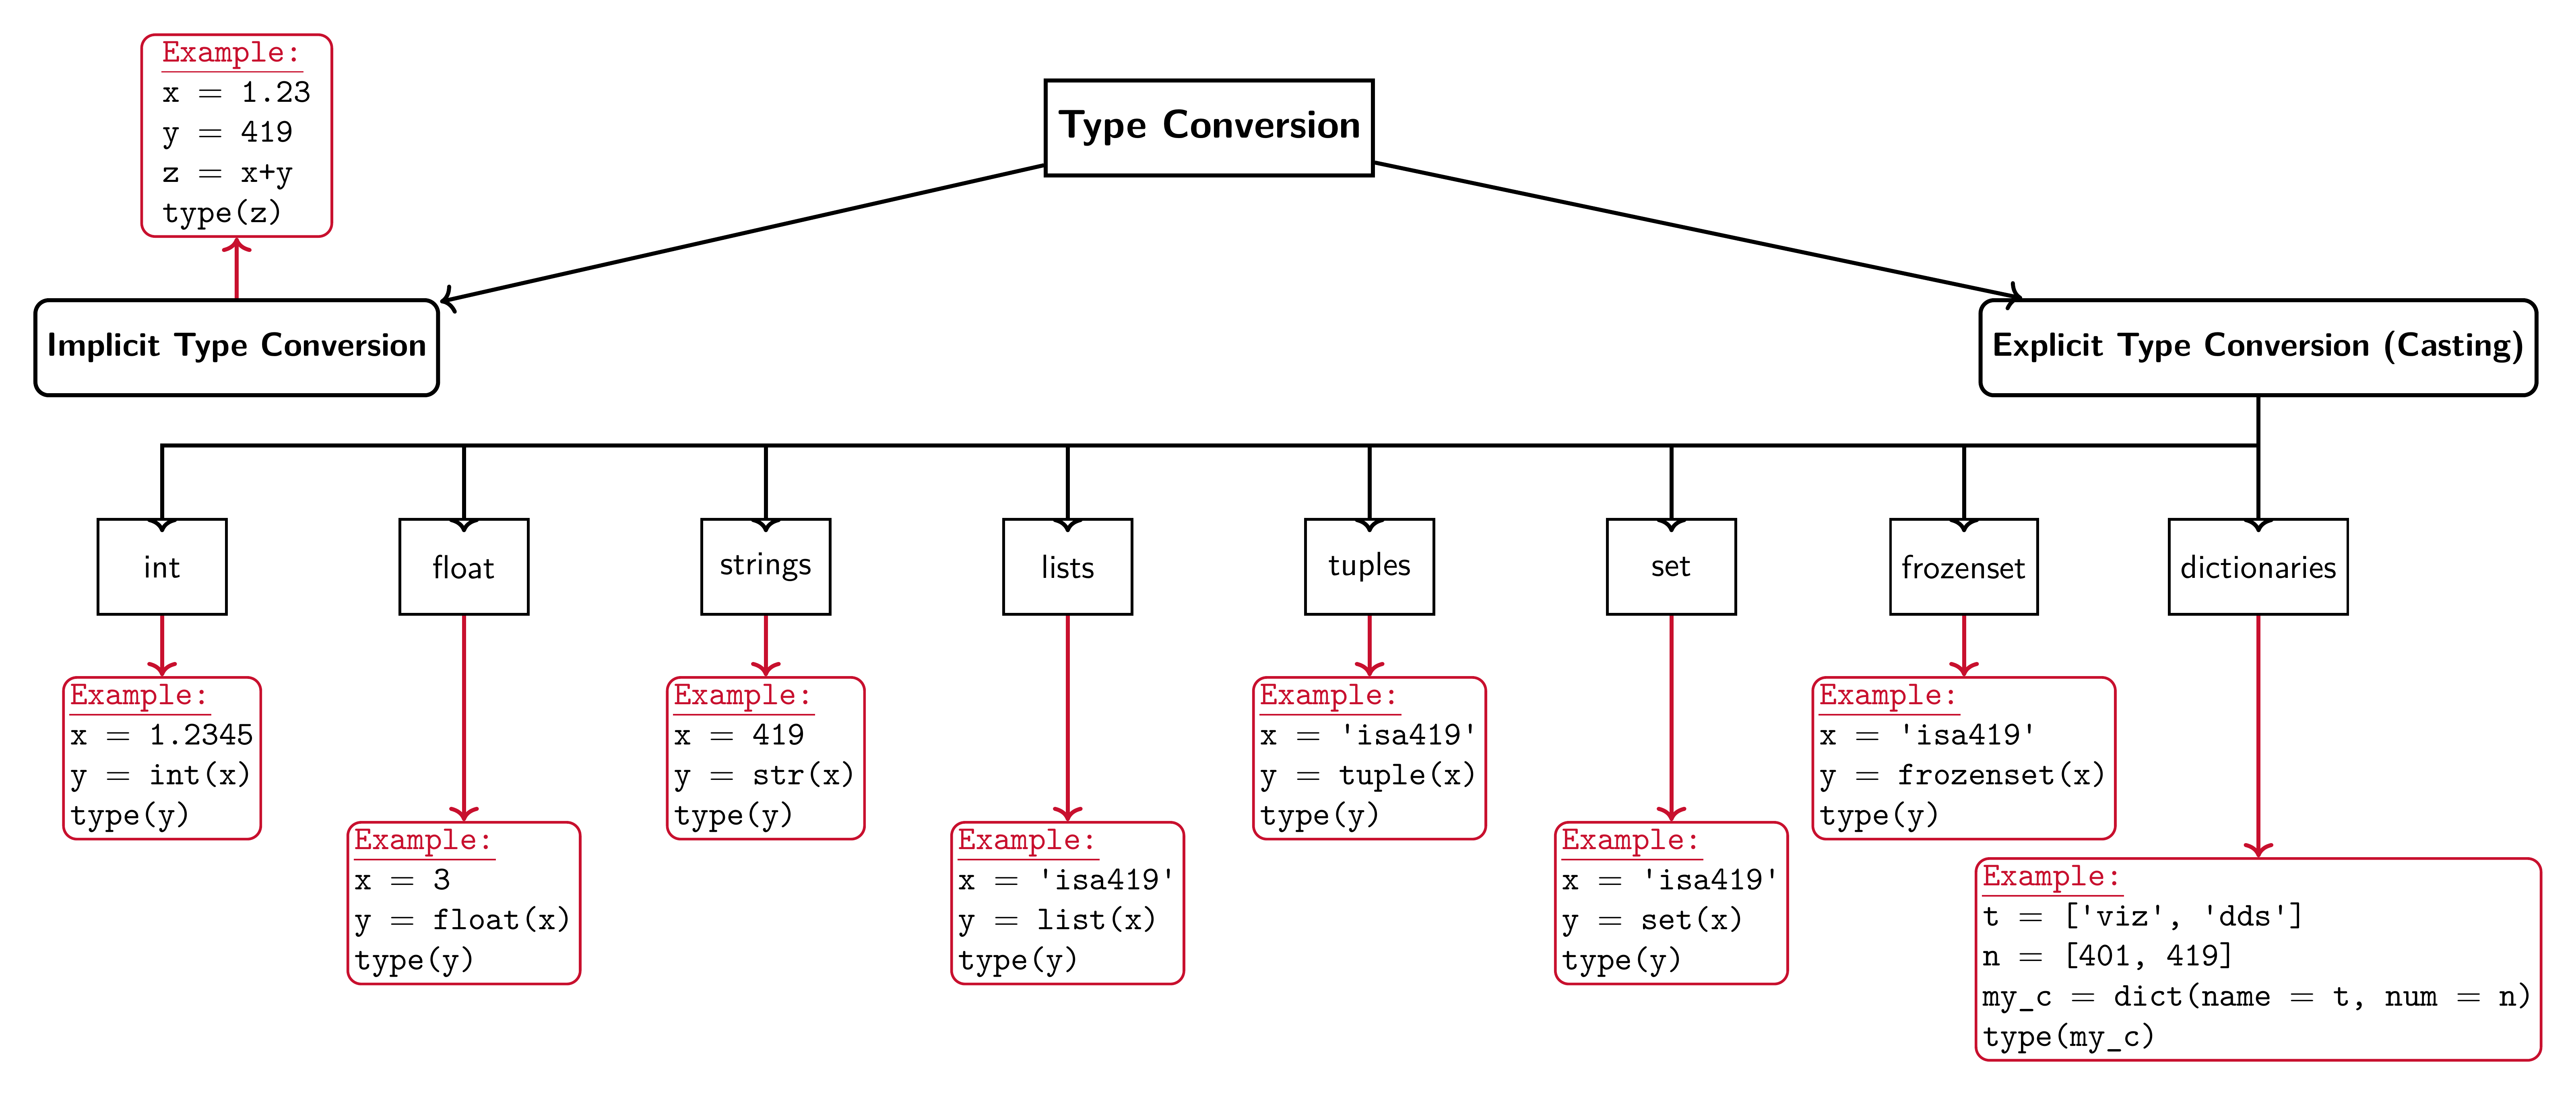 Example:
x = 1.23
y = 419
z = x+y
type(z)
Type Conversion
Implicit Type Conversion
Explicit Type Conversion (Casting)
int
float
strings
lists
tuples
set
frozenset
dictionaries
Example:
x = 1.2345
y = int(x)
type(y)
Example:
x = 3
y = float(x)
type(y)
Example:
x = 419
y = str(x)
type(y)
Example:
x = 'isa419'
y = list(x)
type(y)
Example:
x = 'isa419'
y = tuple(x)
type(y)
Example:
x = 'isa419'
y = set(x)
type(y)
Example:
x = 'isa419'
y = frozenset(x)
type(y)
Example:
t = ['viz', 'dds']
n = [401, 419]
my_c = dict(name = t, num = n)
type(my_c)